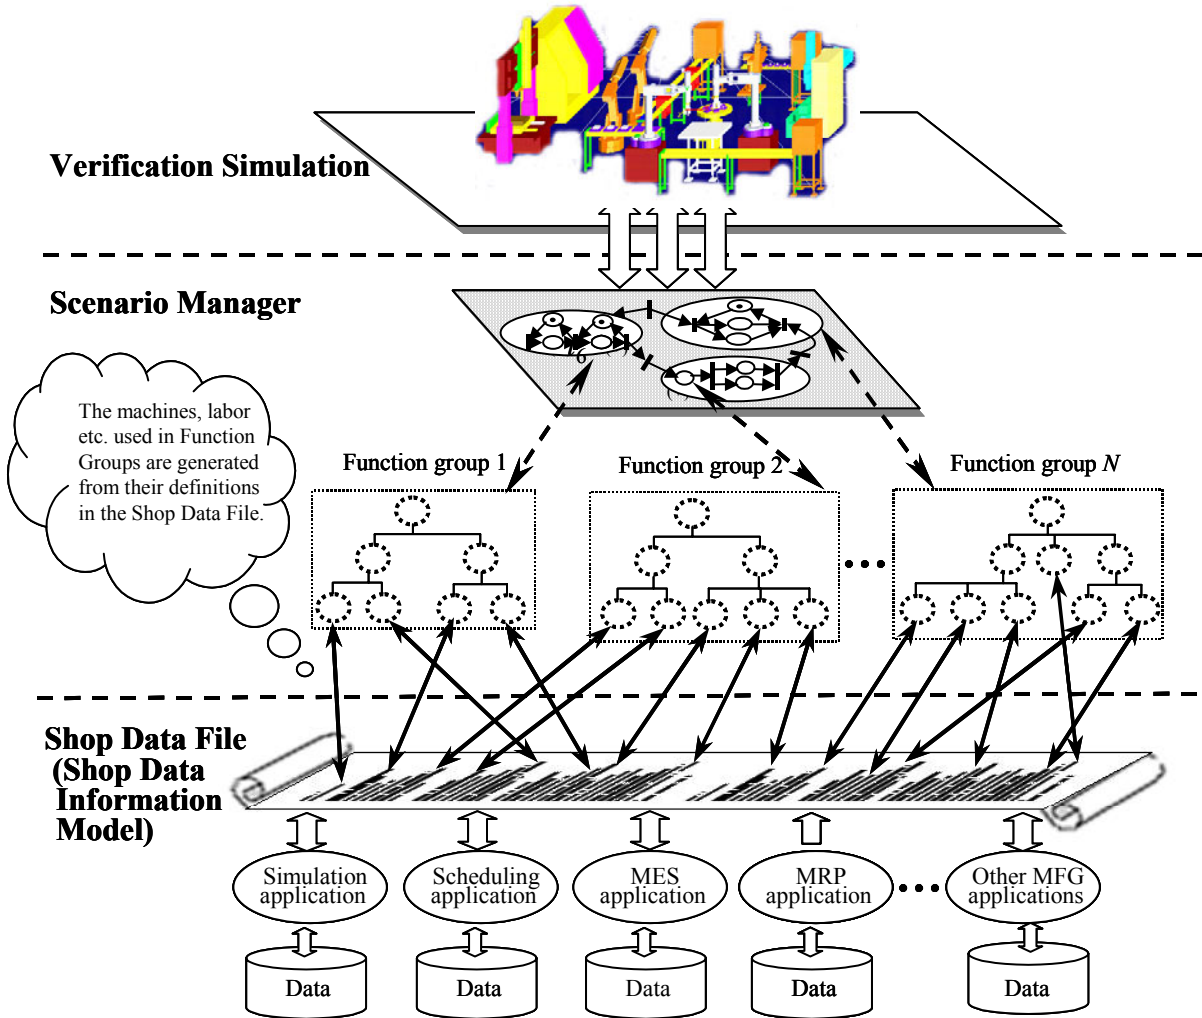 Verification Simulation
Scenario Manager
The machines, labor
etc. used in Function
Groups are generated
from their definitions
in the Shop Data File.
Function group 1
Function group 2
Function group N
Shop Data File
(Shop Data
Information
Model)
Simulation
application
Scheduling
application
MES
application
MRP
application
Other MFG
applications
Data
Data
Data
Data
Data